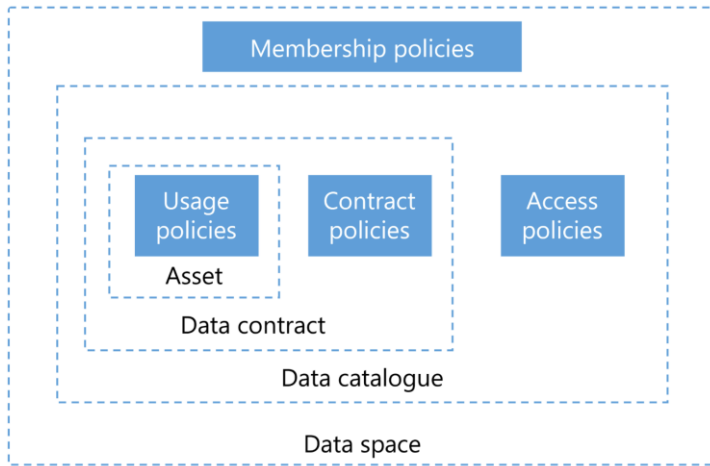 Membership policies
Usage
policies
Contract
policies
Access
policies
Asset
Data contract
Data catalogue
Data space